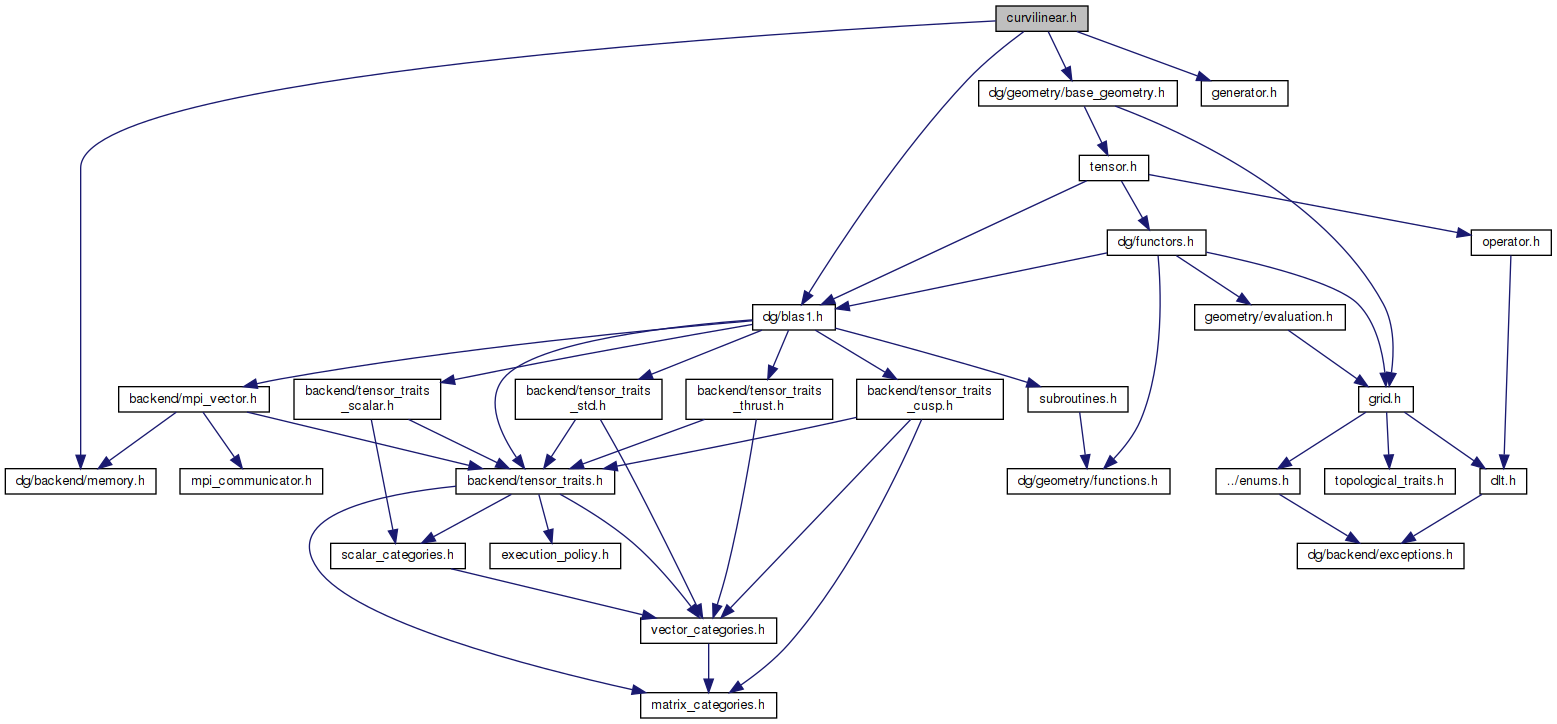 curvilinear.h
dg/geometry/base_geometry.h
generator.h
tensor.h
dg/functors.h
operator.h
dg/blas1.h
geometry/evaluation.h
backend/mpi_vector.h
backend/tensor_traits
_scalar.h
backend/tensor_traits
_std.h
backend/tensor_traits
_thrust.h
backend/tensor_traits
_cusp.h
subroutines.h
grid.h
dg/backend/memory.h
mpi_communicator.h
backend/tensor_traits.h
dg/geometry/functions.h
../enums.h
topological_traits.h
dlt.h
scalar_categories.h
execution_policy.h
dg/backend/exceptions.h
vector_categories.h
matrix_categories.h